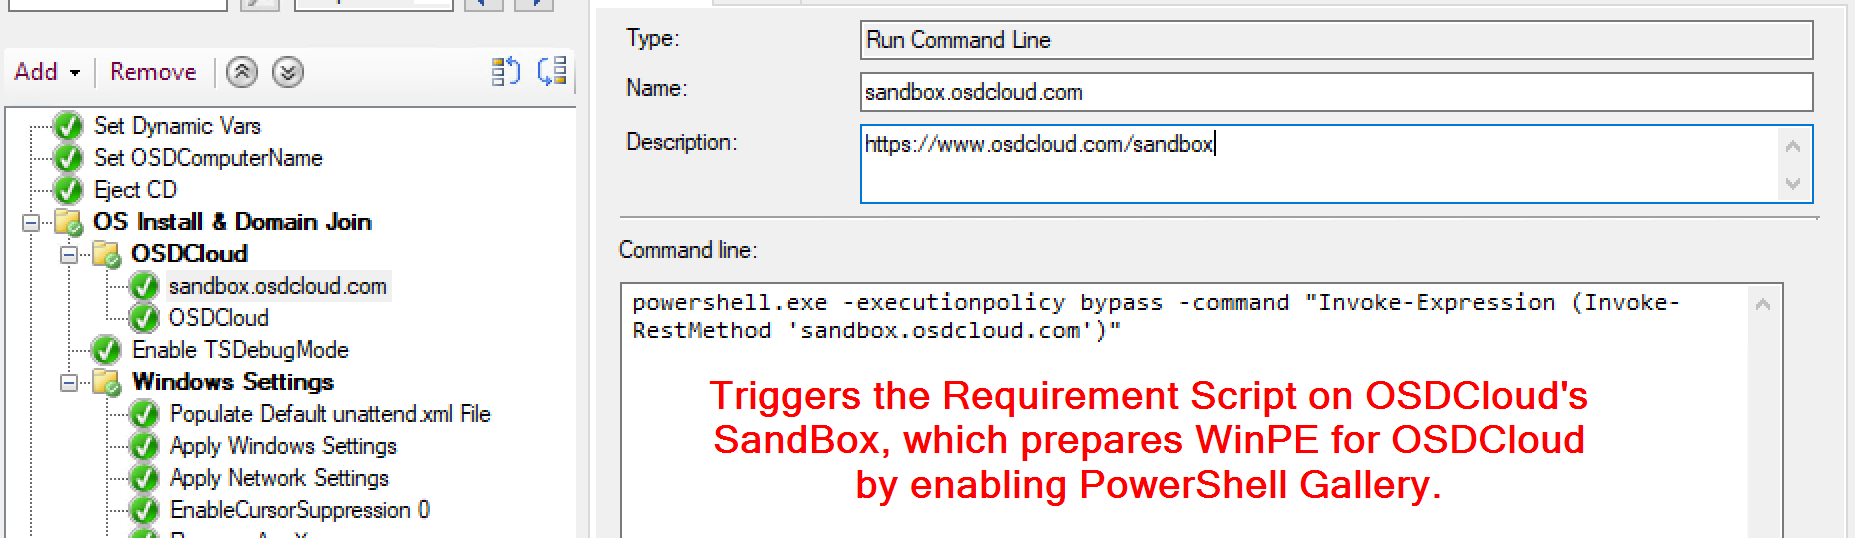 Add
Remove
Set Dynamic Vars
Set OSDComputerName
Eject CD
OS Install & Domain Join
OSDCloud
sandbox.osdcloud.com
OSDCloud
Enable TSDebugMode
Windows Settings
Populate Default unattend.xml File
Apply Windows Settings
Apply Network Settings
EnableCursorSuppression 0
Type:
Run Command Line
Name:
sandbox.osdcloud.com
Description:
https://www.osdcloud.com/sandbox
Command line:
powershell.exe -executionpolicy bypass -command "Invoke-Expression (Invoke-
RestMethod 'sandbox.osdcloud.com')"
Triggers the Requirement Script on OSDCloud's
SandBox, which prepares WinPE for OSDCloud
by enabling PowerShell Gallery.